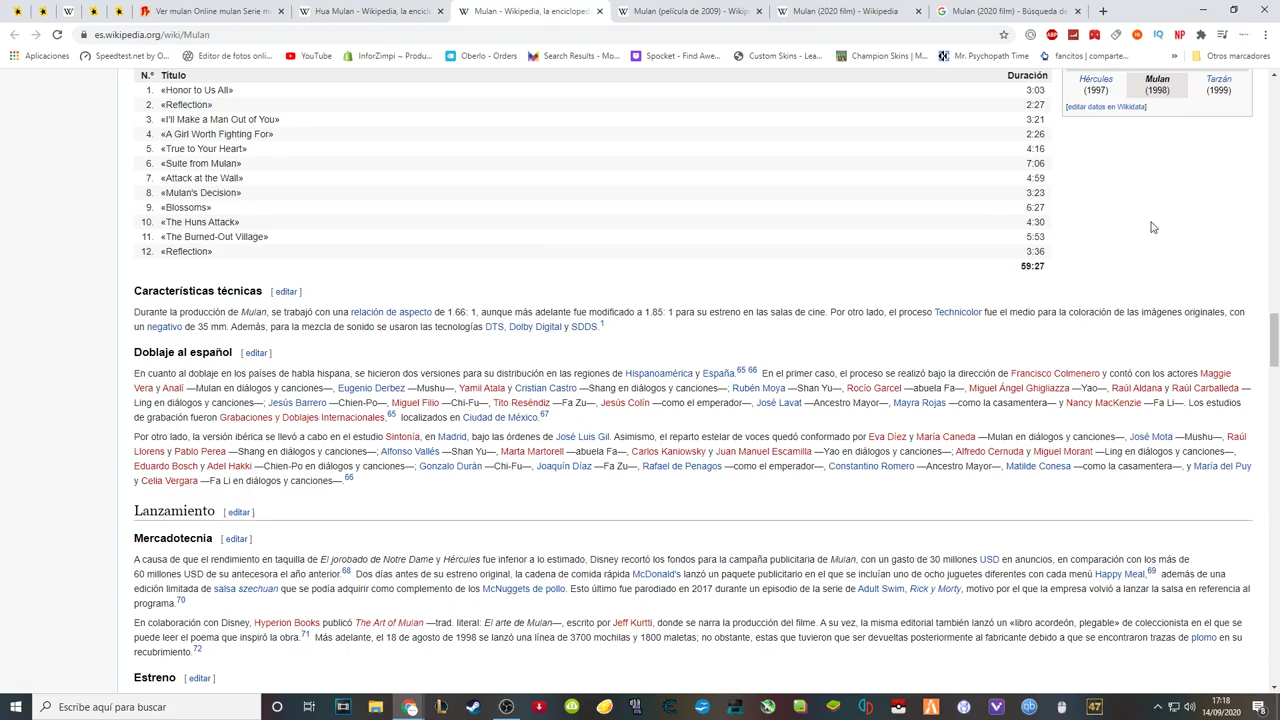 Ver mulan Online mulan Serie m
Hua Mulan - Wikipedia, la encicl
Mulan - Wikipedia, la encicloped
Mulan (película de 2009) - Wikip
Mulan (2020 film) - Wikipedia
Mulan (2020 film) - Búsqueda de
es.wikipedia.org/wiki/Mulan
Aplicaciones
Speedtest.net by O...
Editor de fotos onli...
YouTube
InforZimpi ~ Produ...
Oberlo - Orders
Search Results - Mo...
Spocket - Find Awe...
Custom Skins - Lea...
Champion Skins | M...
Mr. Psychopath Mode
fancitos | comparte...
»
Otros marcadores
N.º Título Duración
1. «Honor to Us All» 3:03
2. «Reflection» 2:27
3. «I'll Make a Man Out of You» 3:21
4. «A Girl Worth Fighting For» 2:26
5. «True to Your Heart» 4:16
6. «Suite from Mulan» 7:06
7. «Attack at the Wall» 4:59
8. «Mulan's Decision» 3:23
9. «Blossoms» 6:27
10. «The Huns Attack» 4:30
11. «The Burned-Out Village» 5:53
12. «Reflection» 3:36
59:27
Hércules Mulan Tarzán
(1997) (1998) (1999)
[editar datos en Wikidata]
Características técnicas [ editar ]
Durante la producción de Mulan, se trabajó con una relación de aspecto de 1.66: 1, aunque más adelante fue modificado a 1.85: 1 para su estreno en las salas de cine. Por otro lado, el proceso Technicolor fue el medio para la coloración de las imágenes originales, con
un negativo de 35 mm. Además, para la mezcla de sonido se usaron las tecnologías DTS, Dolby Digital y SDDS.1
Doblaje al español [ editar ]
En cuanto al doblaje en los países de habla hispana, se hicieron dos versiones para su distribución en las regiones de Hispanoamérica y España.65 66 En el primer caso, el proceso se realizó bajo la dirección de Francisco Colmenero y contó con los actores Maggie
Vera y Analí —Mulan en diálogos y canciones—, Eugenio Derbez —Mushu—, Yamil Atala y Cristian Castro —Shang en diálogos y canciones—; Rubén Moya —Shan Yu—, Rocío Garcel —abuela Fa—, Miguel Ángel Ghigliazza —Yao—, Raúl Aldana y Raúl Carballeda —
Ling en diálogos y canciones—; Jesús Barrero —Chien-Po—, Miguel Filio —Chi-Fu—, Tito Reséndiz —Fa Zu—, Jesús Colín —como el emperador—, José Lavat —Ancestro Mayor—, Mayra Rojas —como la casamentera— y Nancy MacKenzie —Fa Li—. Los estudios
de grabación fueron Grabaciones y Doblajes Internacionales,65 localizados en Ciudad de México.67
Por otro lado, la versión ibérica se llevó a cabo en el estudio Sintonía, en Madrid, bajo las órdenes de José Luis Gil. Asimismo, el reparto estelar de voces quedó conformado por Eva Díez y María Caneda —Mulan en diálogos y canciones—, José Mota —Mushu—, Raúl
Llorens y Pablo Perea —Shang en diálogos y canciones—; Alfonso Vallés —Shan Yu—, Marta Martorell —abuela Fa—, Carlos Kaniowsky y Juan Manuel Escamilla —Yao en diálogos y canciones—; Alfredo Cernuda y Miguel Morant —Ling en diálogos y canciones—,
Eduardo Bosch y Adel Hakki —Chien-Po en diálogos y canciones—; Gonzalo Durán —Chi-Fu—, Joaquín Díaz —Fa Zu—, Rafael de Penagos —como el emperador—, Constantino Romero —Ancestro Mayor—, Matilde Conesa —como la casamentera—, y María del Puy
y Celia Vergara —Fa Li en diálogos y canciones—.66
Lanzamiento [ editar ]
Mercadotecnia [ editar ]
A causa de que el rendimiento en taquilla de El jorobado de Notre Dame y Hércules fue inferior a lo estimado, Disney recortó los fondos para la campaña publicitaria de Mulan, con un gasto de 30 millones USD en anuncios, en comparación con los más de
60 millones USD de su antecesora el año anterior.68 Dos días antes de su estreno original, la cadena de comida rápida McDonald's lanzó un paquete publicitario en el que se incluían uno de ocho juguetes diferentes con cada menú Happy Meal,69 además de una
edición limitada de salsa szechuan que se podía adquirir como complemento de los McNuggets de pollo. Esto último fue parodiado en 2017 durante un episodio de la serie de Adult Swim, Rick y Morty, motivo por el que la empresa volvió a lanzar la salsa en referencia al
programa.70
En colaboración con Disney, Hyperion Books publicó The Art of Mulan —trad. literal: El arte de Mulan—, escrito por Jeff Kurtti, donde se narra la producción del filme. A su vez, la misma editorial también lanzó un «libro acordeón, plegable» de coleccionista en el que se
puede leer el poema que inspiró la obra.71 Más adelante, el 18 de agosto de 1998 se lanzó una línea de 3700 mochilas y 1800 maletas; no obstante, estas que tuvieron que ser devueltas posteriormente al fabricante debido a que se encontraron trazas de plomo en su
recubrimiento.72
Estreno [ editar ]
Escribe aquí para buscar
47
17:18
14/09/2020